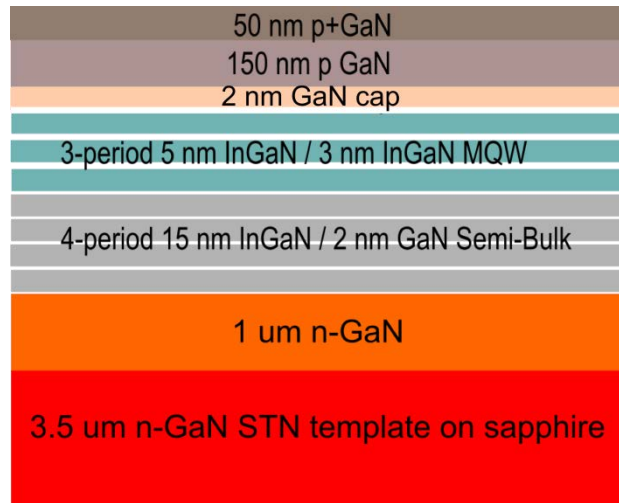 50 nm p+GaN
150 nm p GaN
2 nm GaN cap
3-period 5 nm InGaN / 3 nm InGaN MQW
4-period 15 nm InGaN / 2 nm GaN Semi-Bulk
1 um n-GaN
3.5 um n-GaN STN template on sapphire